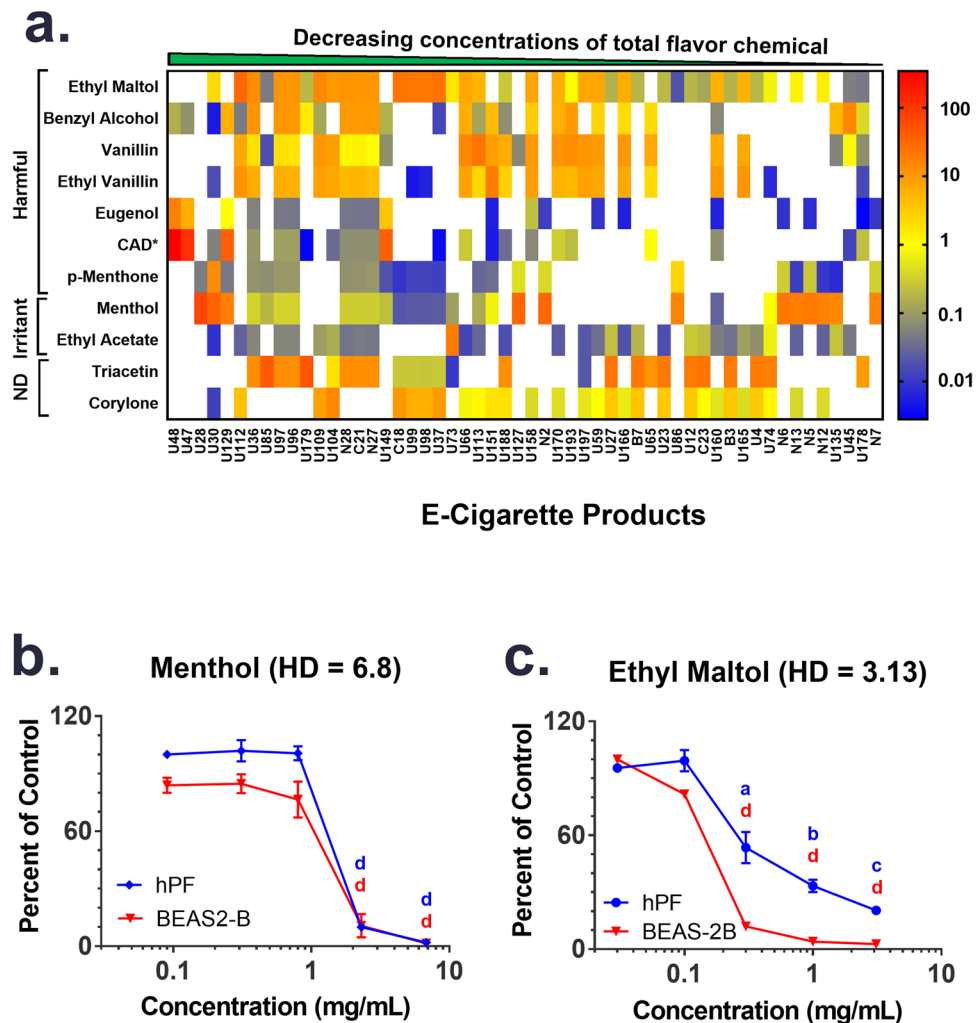 a.
Decreasing concentrations of total flavor chemical
Harmful
Irritant
ND
Ethyl Maltol
Benzyl Alcohol
Vanillin
Ethyl Vanillin
Eugenol
CAD*
p-Menthone
Menthol
Ethyl Acetate
Triacetin
Corylone
100
10
1
0.1
0.01
U48 U47 U28 U30 U129 U112 U36 U85 U97 U96 U179 U109 U104 N28 C21 N27 U149 C18 U99 U98 U37 U73 U66 U113 U151 U188 U127 U158 N2 U170 U193 U197 U59 U27 U166 B7 U65 U23 U86 U12 C23 U160 B3 U165 U4 U74 N6 N13 N5 N12 U135 U45 U178 N7
E-Cigarette Products
b.
Menthol (HD = 6.8)
Percent of Control
120
60
0
d
d
d
d
hPF
BEAS2-B
0.1 1 10
Concentration (mg/mL)
c.
Ethyl Maltol (HD = 3.13)
Percent of Control
120
60
0
a
d
b
d
c
d
hPF
BEAS-2B
0.1 1 10
Concentration (mg/mL)